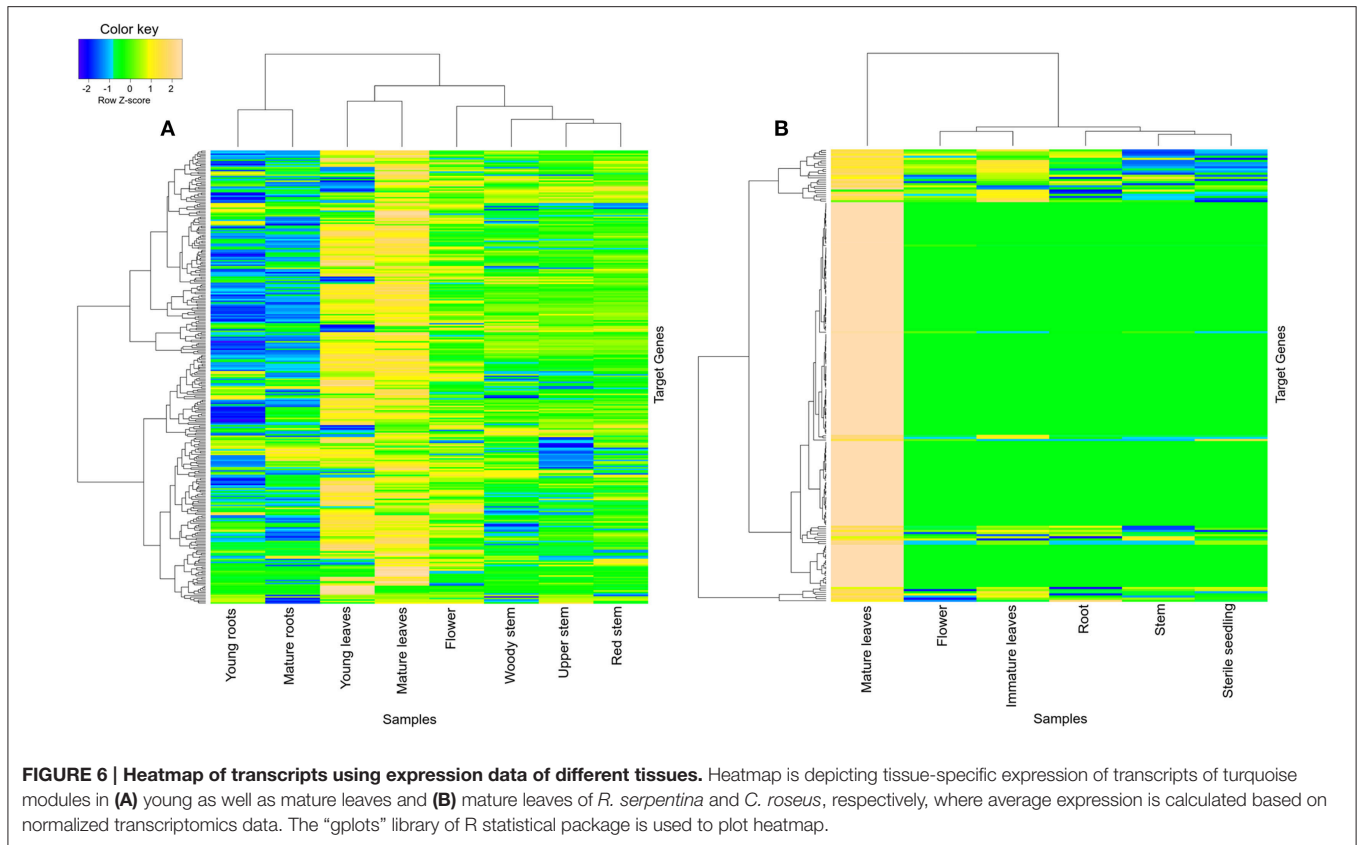 Color key
-2 -1 0 1 2
Row Z-score
A
B
Target Genes
Target Genes
Young roots
Mature roots
Young leaves
Mature leaves
Flower
Woody stem
Upper stem
Red stem
Samples
Mature leaves
Flower
Immature leaves
Root
Stem
Sterile seedling
Samples
FIGURE 6 | Heatmap of transcripts using expression data of different tissues. Heatmap is depicting tissue-specific expression of transcripts of turquoise
modules in (A) young as well as mature leaves and (B) mature leaves of R. serpentina and C. roseus, respectively, where average expression is calculated based on
normalized transcriptomics data. The “gplots” library of R statistical package is used to plot heatmap.